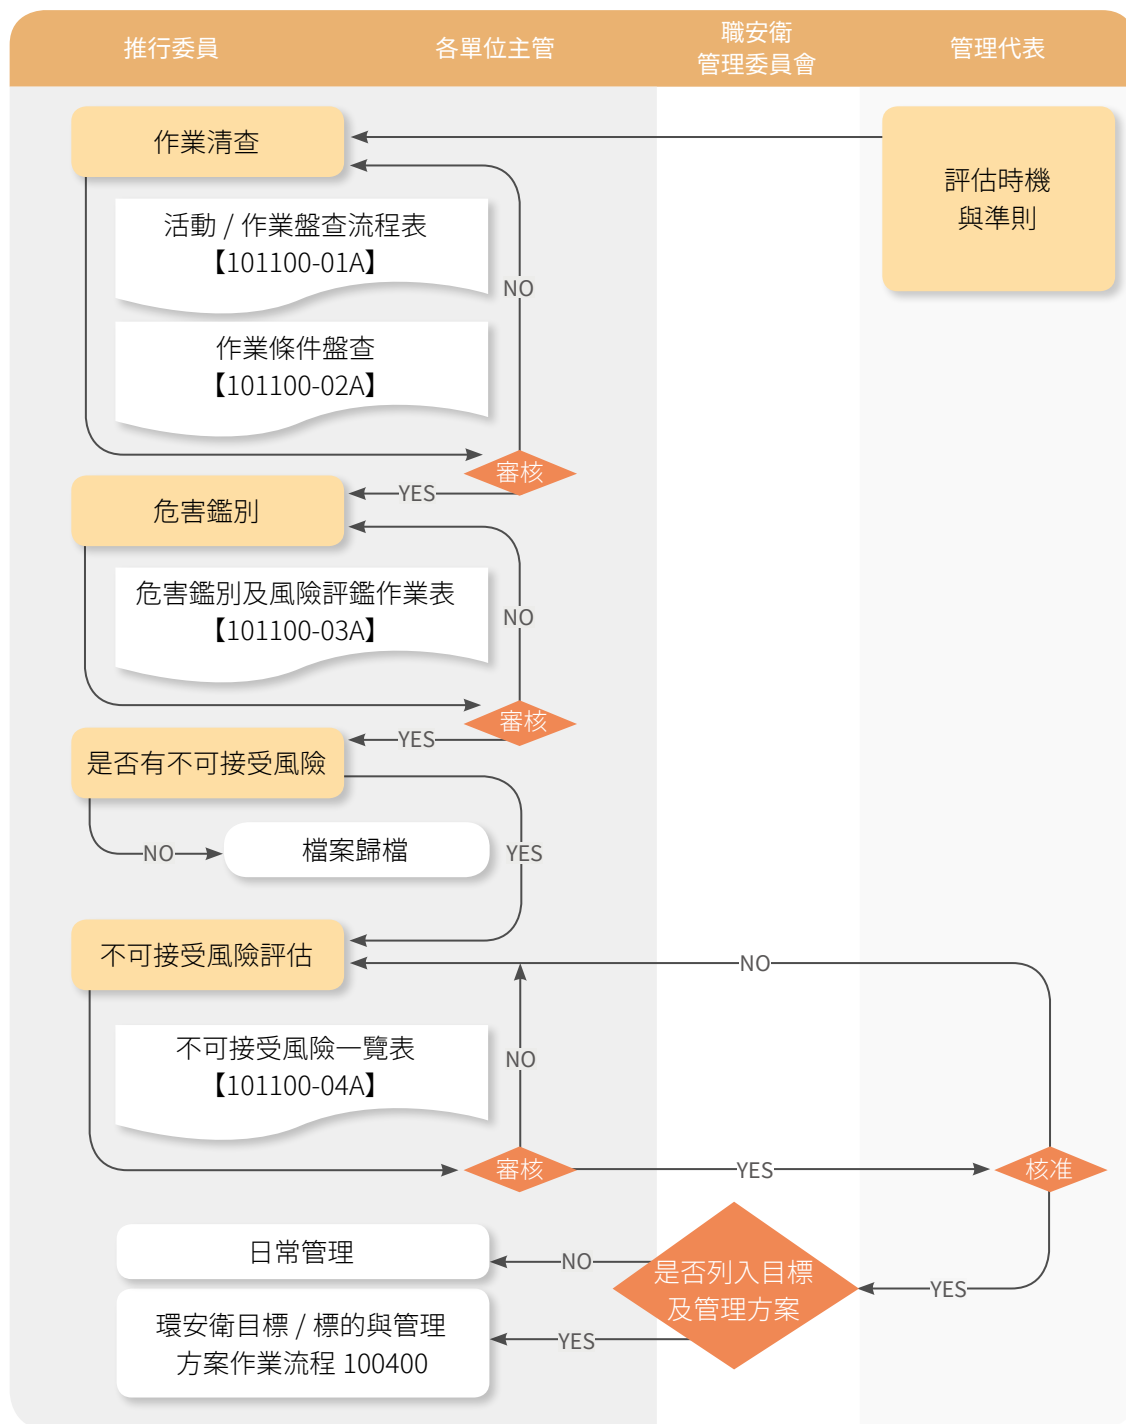 推行委員
各單位主管
職安衛
管理委員會
管理代表
作業清查
評估時機
與準則
活動 / 作業盤查流程表
【101100-01A】
NO
作業條件盤查
【101100-02A】
審核
YES
危害鑑別
危害鑑別及風險評鑑作業表
【101100-03A】
NO
審核
YES
是否有不可接受風險
NO
檔案歸檔
YES
不可接受風險評估
NO
不可接受風險一覽表
【101100-04A】
NO
審核
YES
核准
日常管理
NO
是否列入目標
及管理方案
YES
環安衛目標 / 標的與管理
方案作業流程 100400
YES